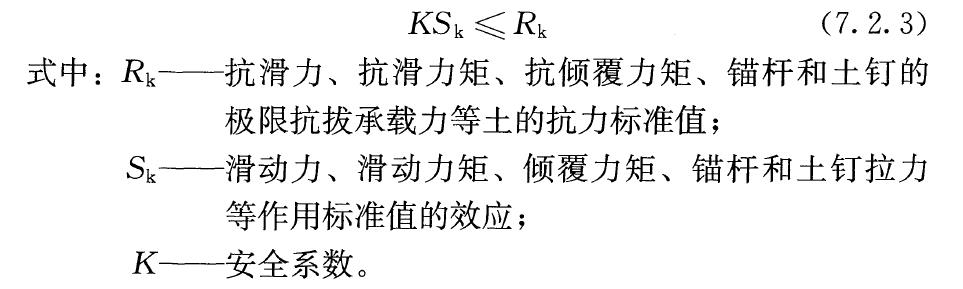 KSₖ ≤ Rₖ (7.2.3)
式中：Rₖ——抗滑力、抗滑力矩、抗倾覆力矩、锚杆和土钉的
极限抗拔承载力等土的抗力标准值；
Sₖ——滑动力、滑动力矩、倾覆力矩、锚杆和土钉拉力
等作用标准值的效应；
K——安全系数。